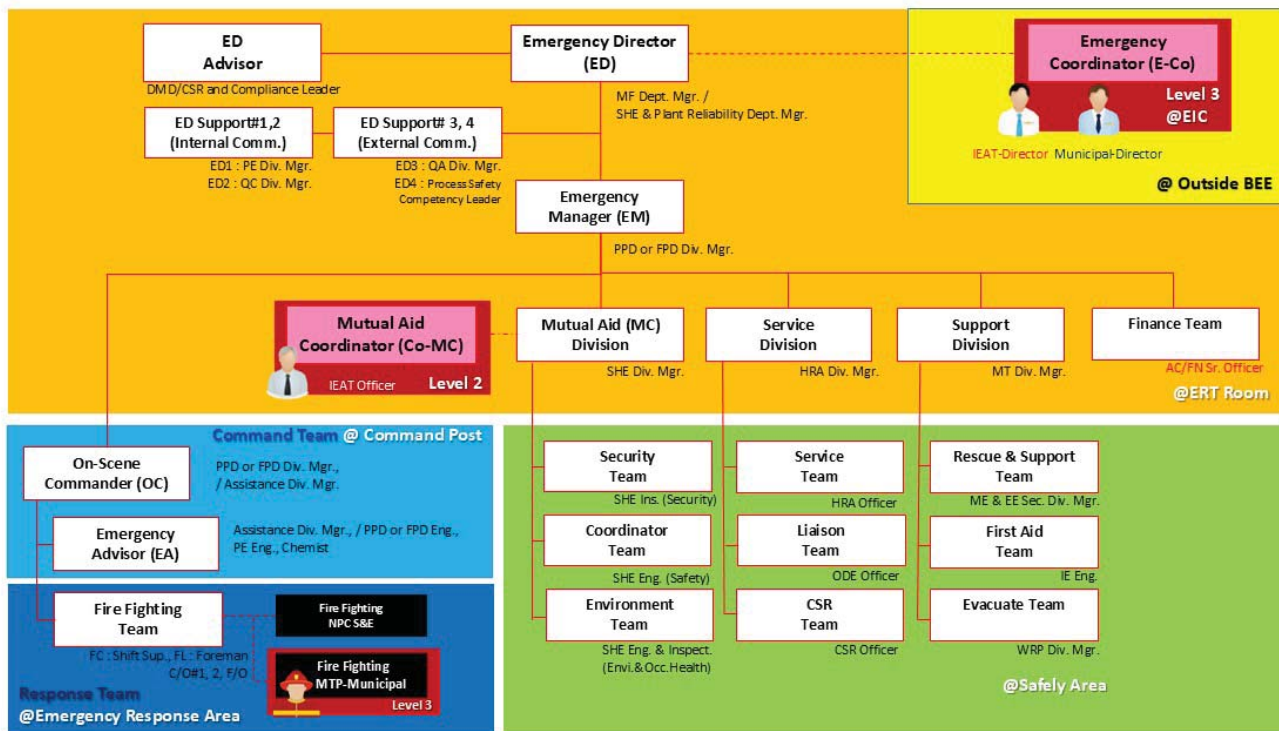 ED
Advisor
DMD/CSR and Compliance Leader
Emergency Director
(ED)
MF Dept. Mgr. /
SHE & Plant Reliability Dept. Mgr.
Emergency
Coordinator (E-Co)
Level 3
@EIC
IEAT-Director Municipal-Director
@ Outside BEE
ED Support#1,2
(Internal Comm.)
ED1 : PE Div. Mgr.
ED2 : QC Div. Mgr.
ED Support# 3, 4
(External Comm.)
ED3 : QA Div. Mgr.
ED4 : Process Safety
Competency Leader
Emergency
Manager (EM)
PPD or FPD Div. Mgr.
Mutual Aid
Coordinator (Co-MC)
IEAT Officer
Level 2
Mutual Aid (MC)
Division
SHE Div. Mgr.
Service
Division
HRA Div. Mgr.
Support
Division
MT Div. Mgr.
Finance Team
AC/FN Sr. Officer
@ERT Room
Command Team @ Command Post
On-Scene
Commander (OC)
PPD or FPD Div. Mgr.,
/ Assistance Div. Mgr.
Emergency
Advisor (EA)
Assistance Div. Mgr., / PPD or FPD Eng.,
PE Eng., Chemist
Fire Fighting
Team
FC : Shift Sup., FL : Foreman
C/O#1, 2, F/O
Fire Fighting
NPC S&E
Fire Fighting
MTP-Municipal
Level 3
Response Team
@Emergency Response Area
Security
Team
SHE Ins. (Security)
Coordinator
Team
SHE Eng. (Safety)
Environment
Team
SHE Eng. & Inspect.
(Envi.&Occ.Health)
Service
Team
HRA Officer
Liaison
Team
ODE Officer
CSR
Team
CSR Officer
Rescue & Support
Team
ME & EE Sec. Div. Mgr.
First Aid
Team
IE Eng.
Evacuate Team
WRP Div. Mgr.
@Safely Area